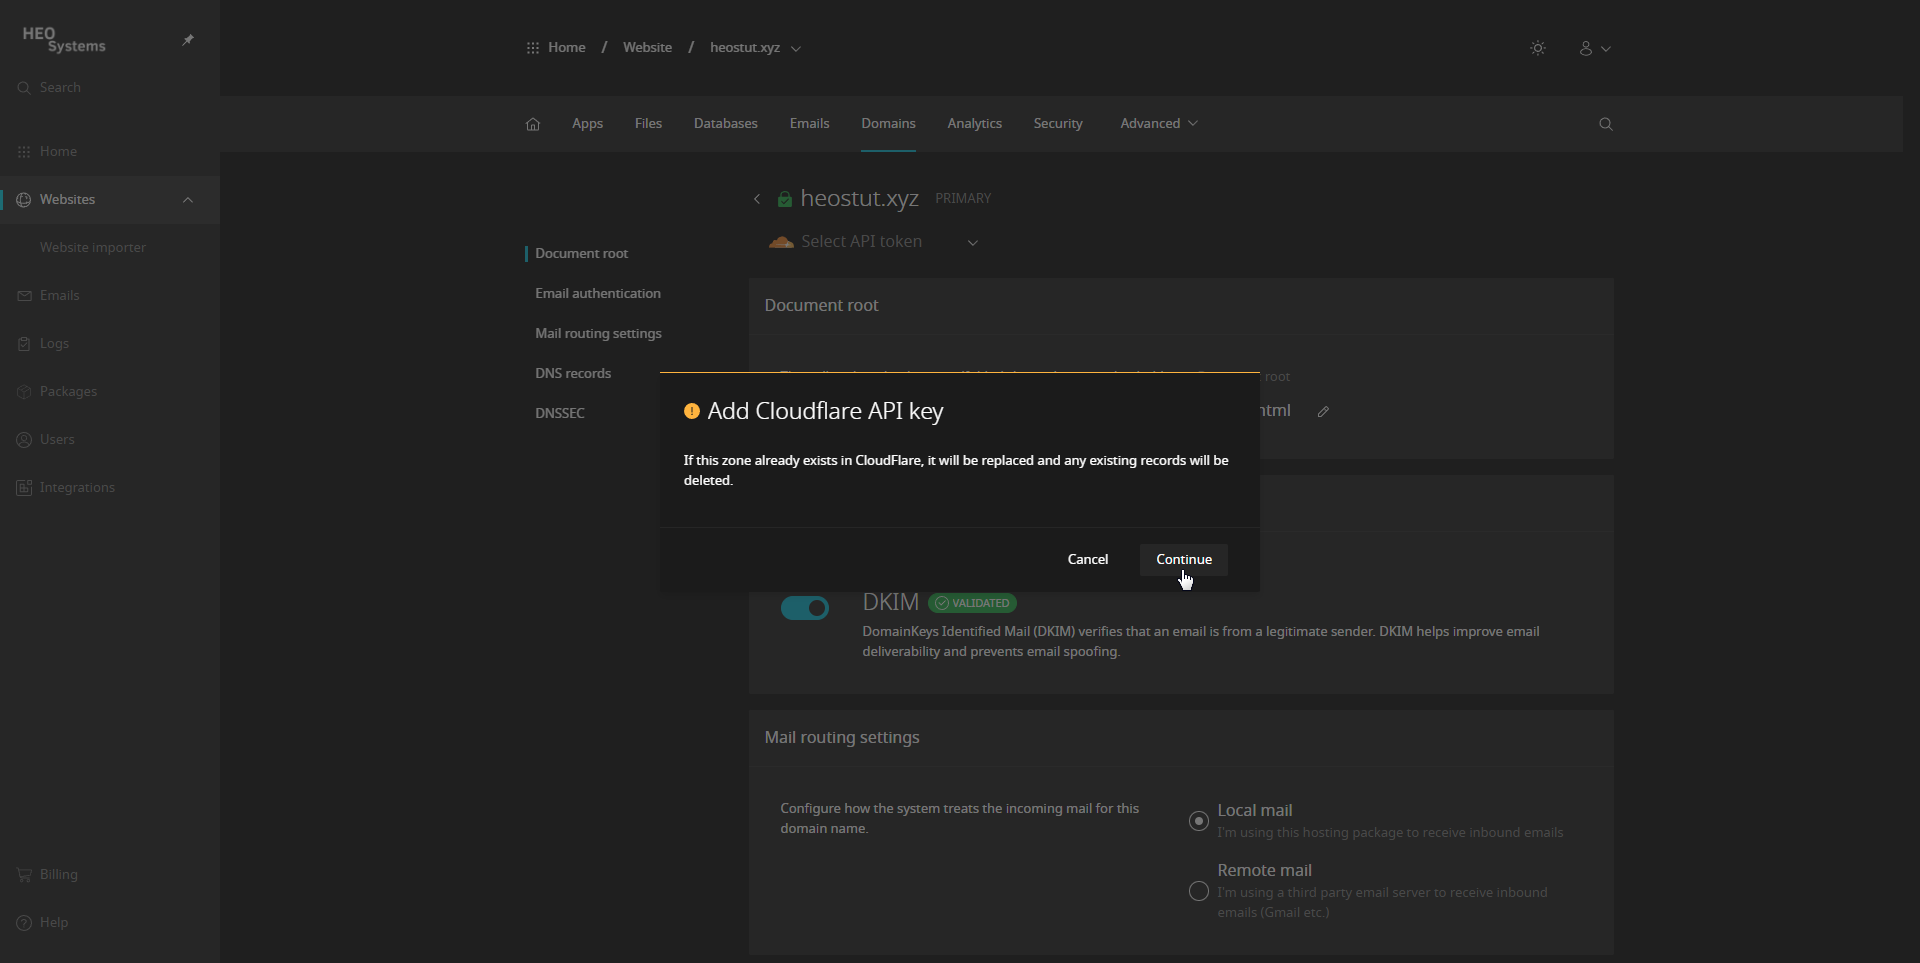 HEO
Systems
Search
Home
Websites
Website importer
Emails
Logs
Packages
Users
Integrations
Billing
Help
Home / Website / heostut.xyz
Apps Files Databases Emails Domains Analytics Security Advanced
heostut.xyz PRIMARY
Select API token
Document root
Email authentication
Mail routing settings
DNS records
DNSSEC
Document root
root
html
Add Cloudflare API key
If this zone already exists in CloudFlare, it will be replaced and any existing records will be
deleted.
Cancel Continue
DKIM VALIDATED
DomainKeys Identified Mail (DKIM) verifies that an email is from a legitimate sender. DKIM helps improve email
deliverability and prevents email spoofing.
Mail routing settings
Configure how the system treats the incoming mail for this
domain name.
Local mail
I'm using this hosting package to receive inbound emails
Remote mail
I'm using a third party email server to receive inbound
emails (Gmail etc.)